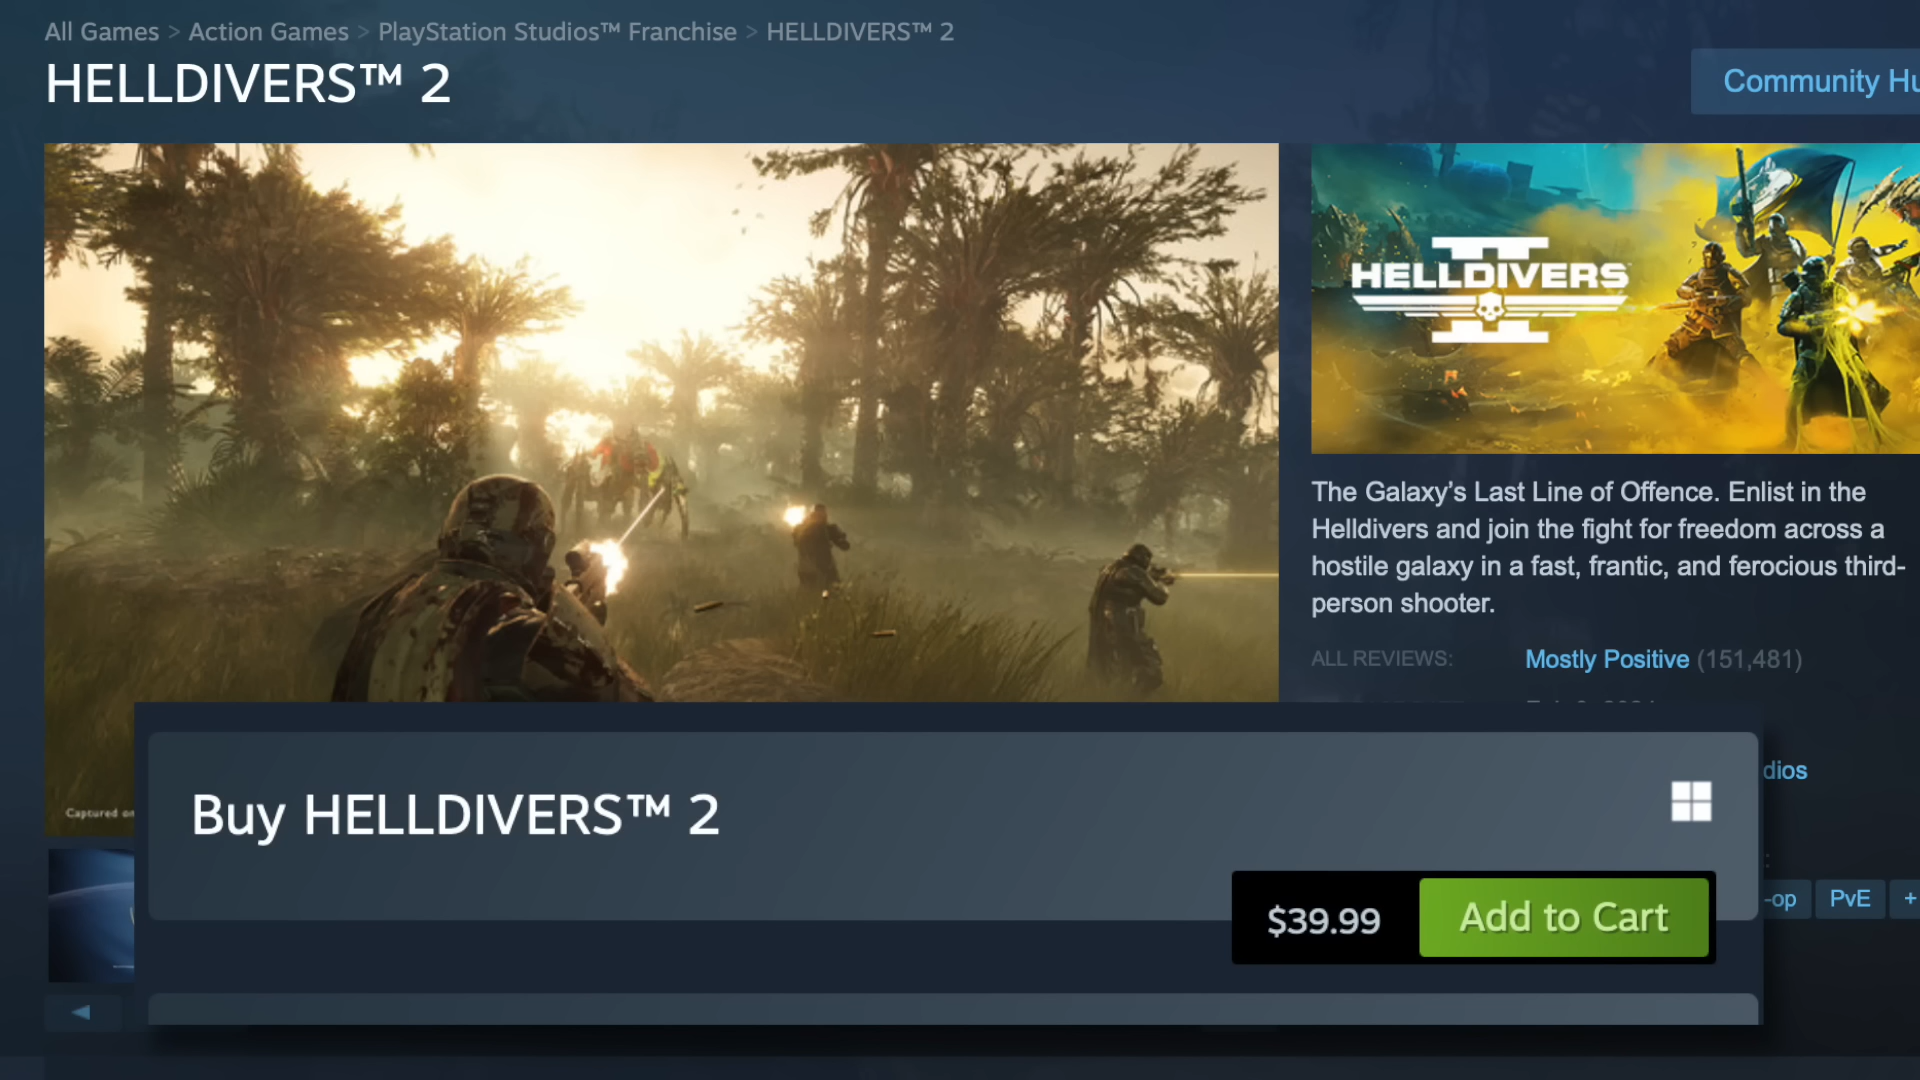 All Games > Action Games > PlayStation Studios™ Franchise > HELLDIVERS™ 2
HELLDIVERS™ 2
Community Hu
HELLDIVERS
II
The Galaxy's Last Line of Offence. Enlist in the
Helldivers and join the fight for freedom across a
hostile galaxy in a fast, frantic, and ferocious third-
person shooter.
ALL REVIEWS: Mostly Positive (151,481)
dios
Captured on
Buy HELLDIVERS™ 2
-op PvE +
$39.99 Add to Cart